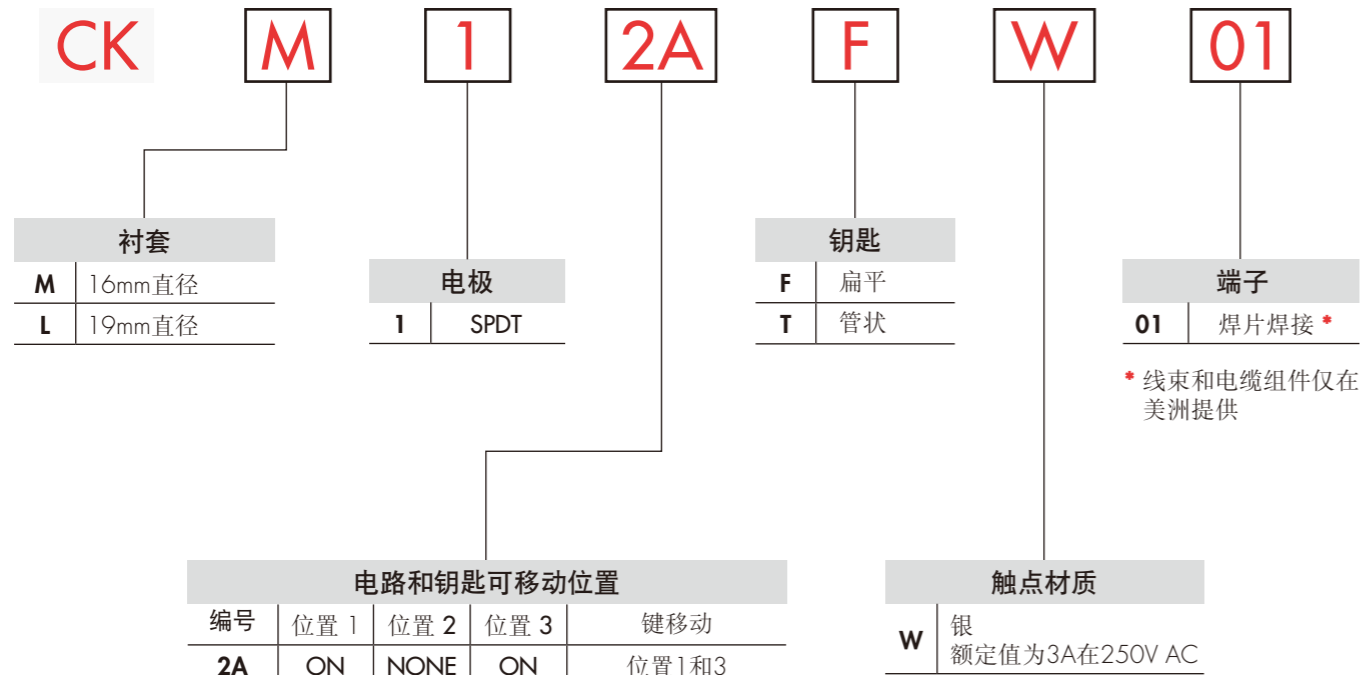 CK M 1 2A F W 01
衬套
M 16mm直径
L 19mm直径
电极
1 SPDT
钥匙
F 扁平
T 管状
端子
01 焊片焊接 *
* 线束和电缆组件仅在
美洲提供
电路和钥匙可移动位置
编号 位置 1 位置 2 位置 3 键移动
2A ON NONE ON 位置1和3
触点材质
W 银
额定值为3A在250V AC